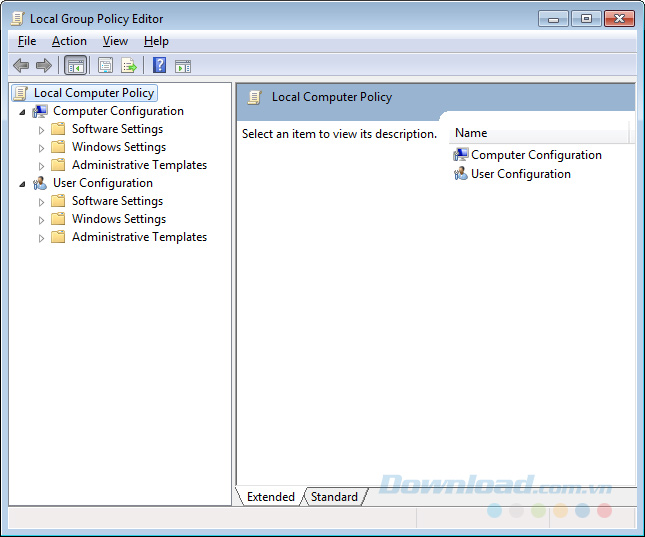 Local Group Policy Editor
File Action View Help
Local Computer Policy
Computer Configuration
Software Settings
Windows Settings
Administrative Templates
User Configuration
Software Settings
Windows Settings
Administrative Templates
Local Computer Policy
Select an item to view its description.
Name
Computer Configuration
User Configuration
Extended Standard
Download.com.vn